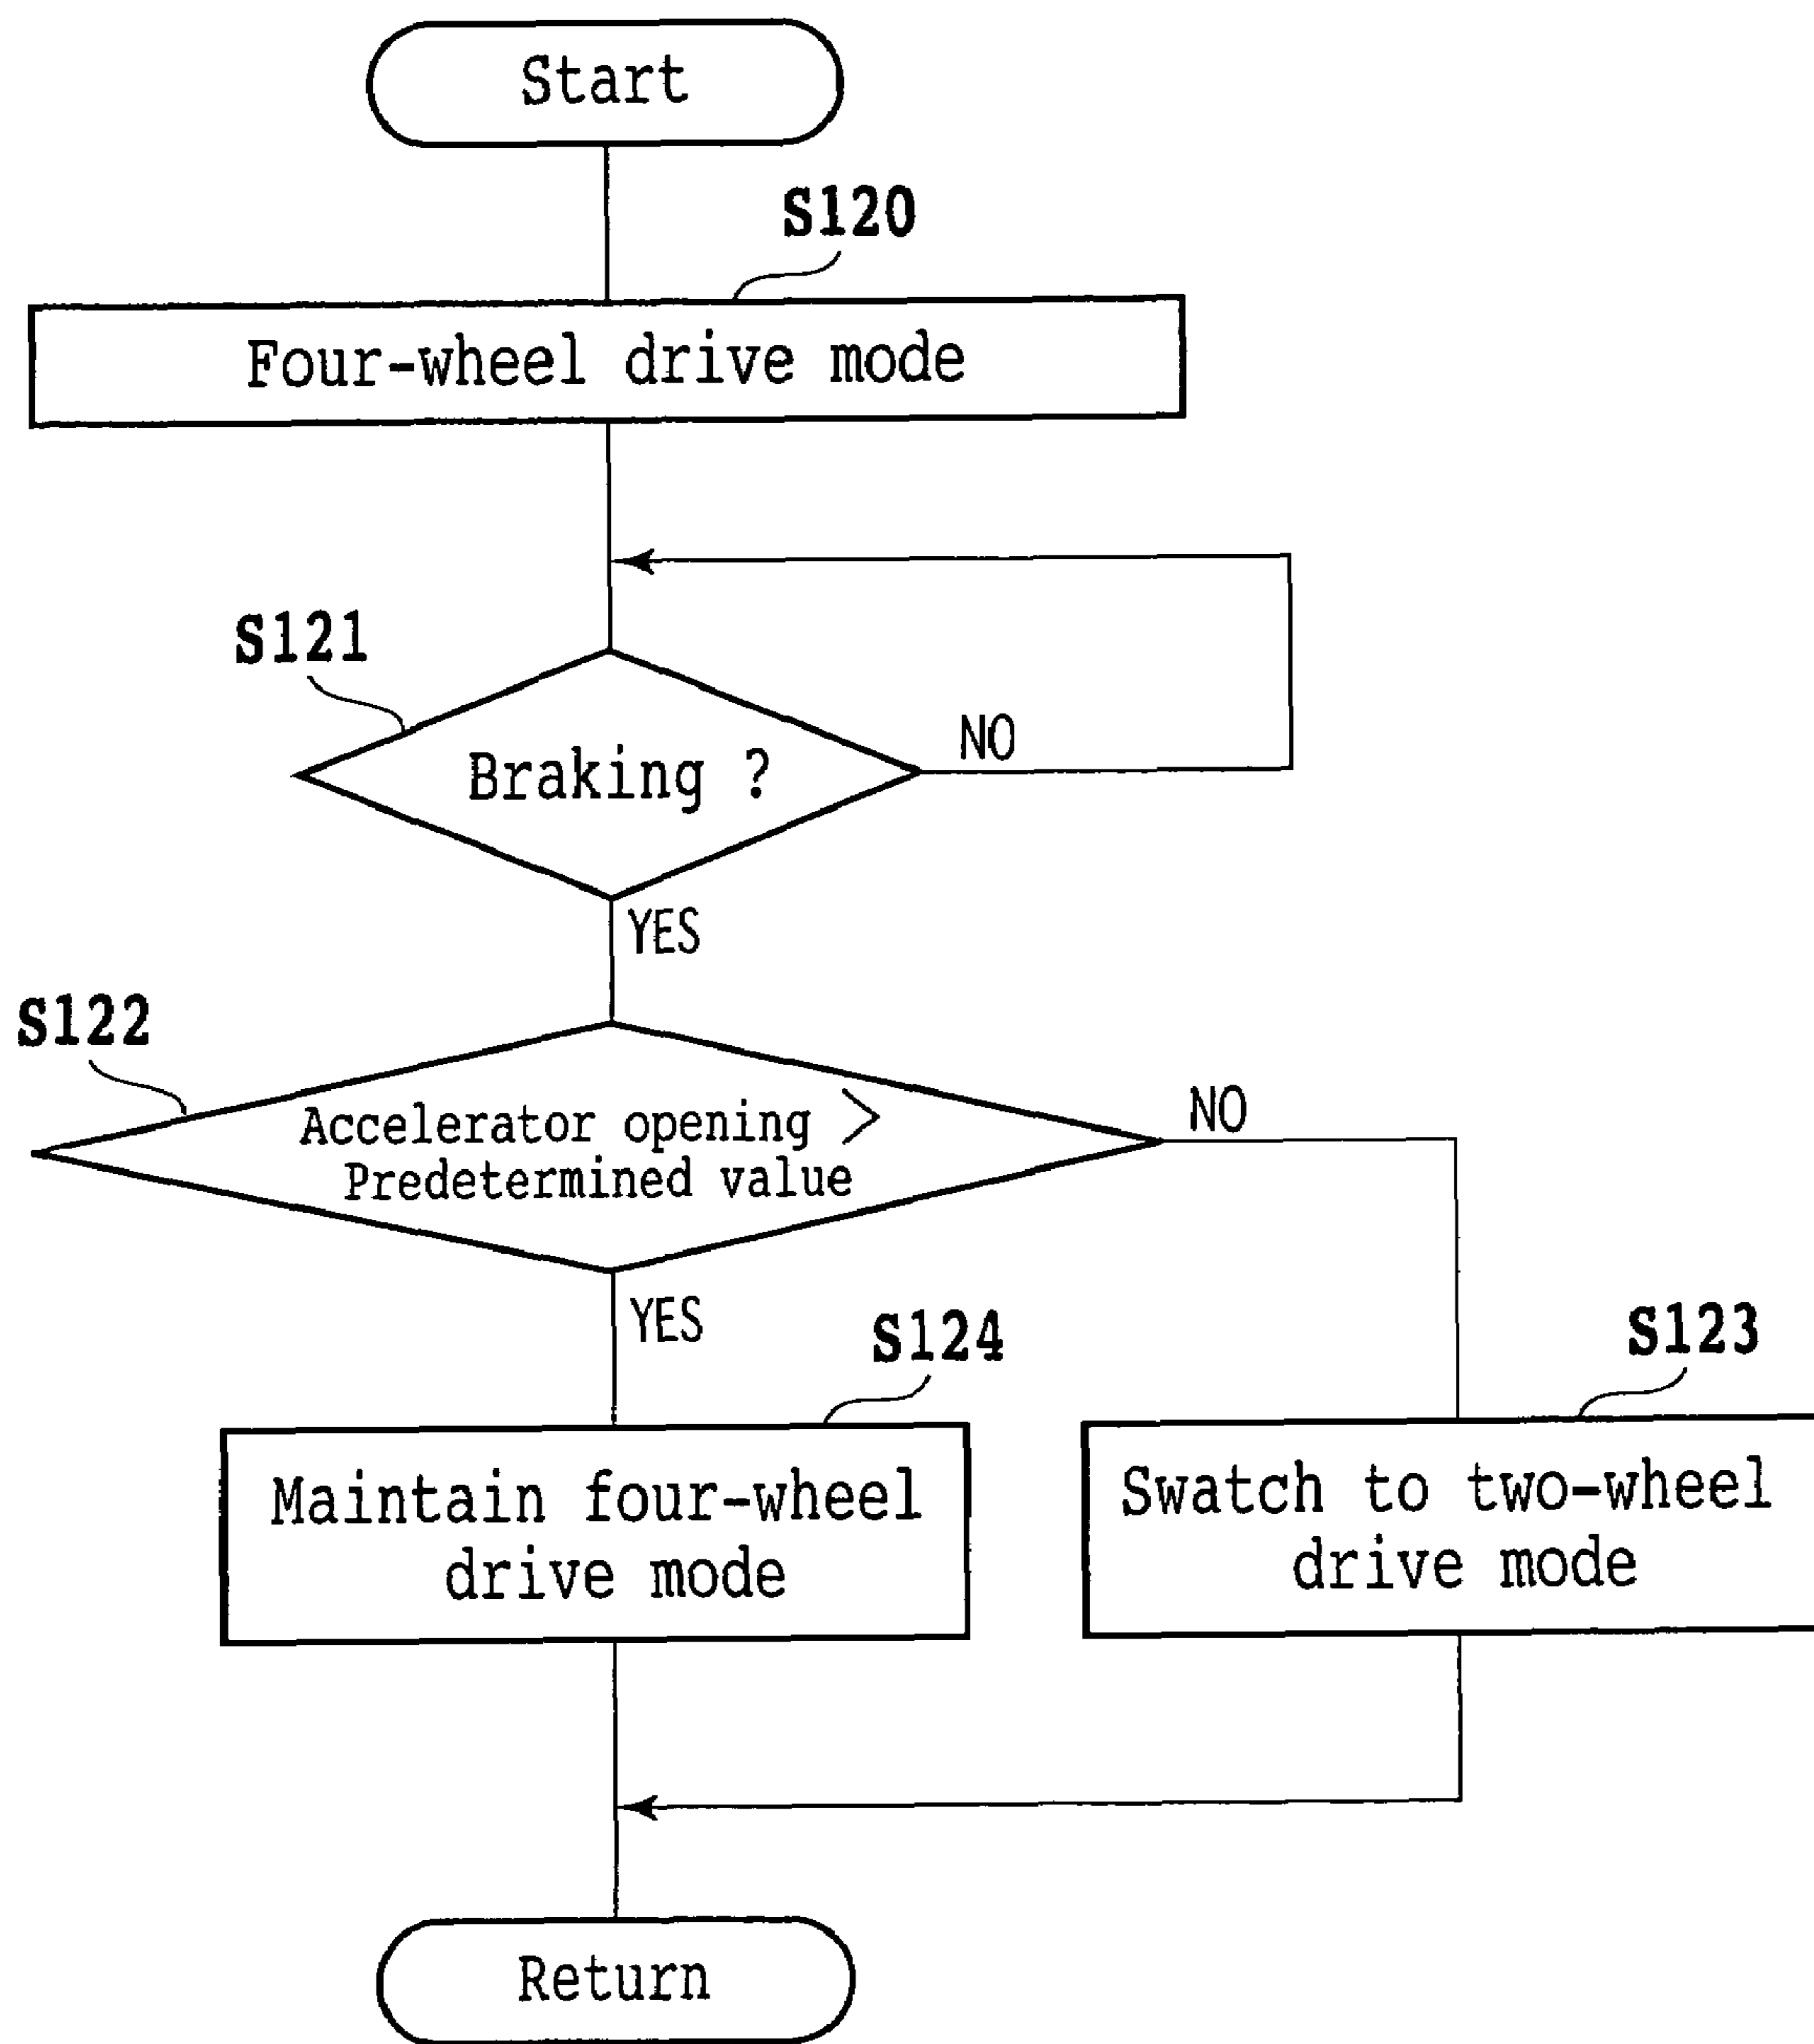 Start
S120
Four-wheel drive mode
S121
Braking ?
NO
YES
S122
Accelerator opening >
Predetermined value
NO
YES
S124
S123
Maintain four-wheel
drive mode
Swatch to two-wheel
drive mode
Return